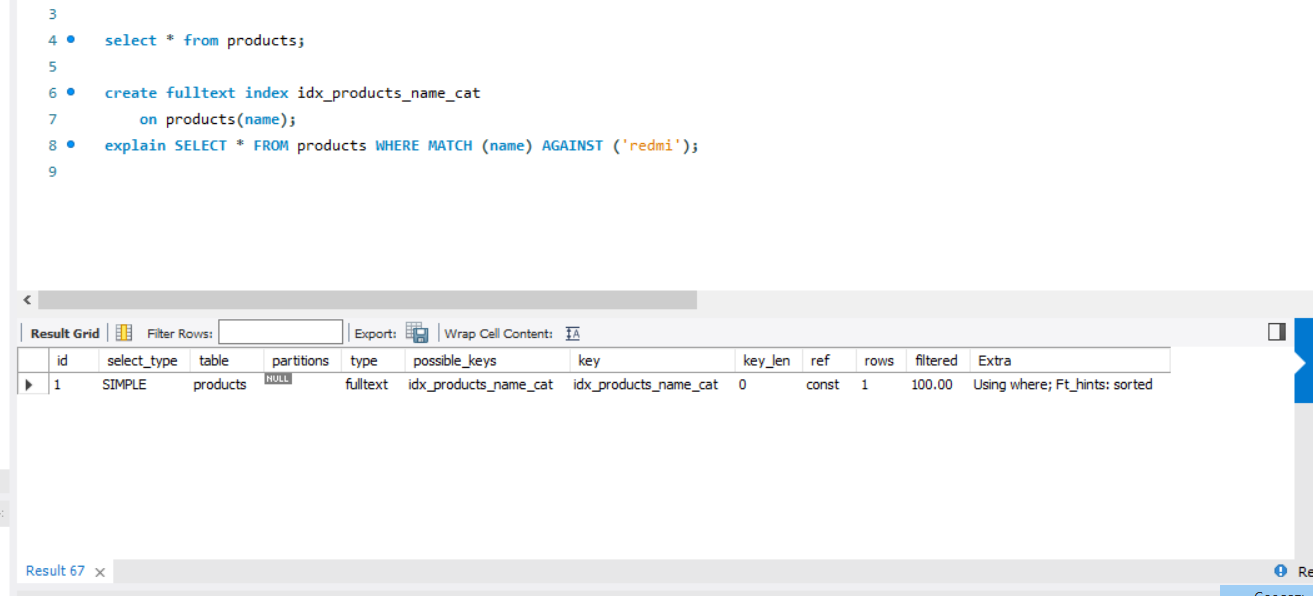 3
4 select * from products;
5
6 create fulltext index idx_products_name_cat
7 on products(name);
8 explain SELECT * FROM products WHERE MATCH (name) AGAINST ('redmi');
9
Result Grid Filter Rows: Export: Wrap Cell Content:
id select_type table partitions type possible_keys key key_len ref rows filtered Extra
1 SIMPLE products NULL fulltext idx_products_name_cat idx_products_name_cat 0 const 1 100.00 Using where; Ft_hints: sorted
Result 67